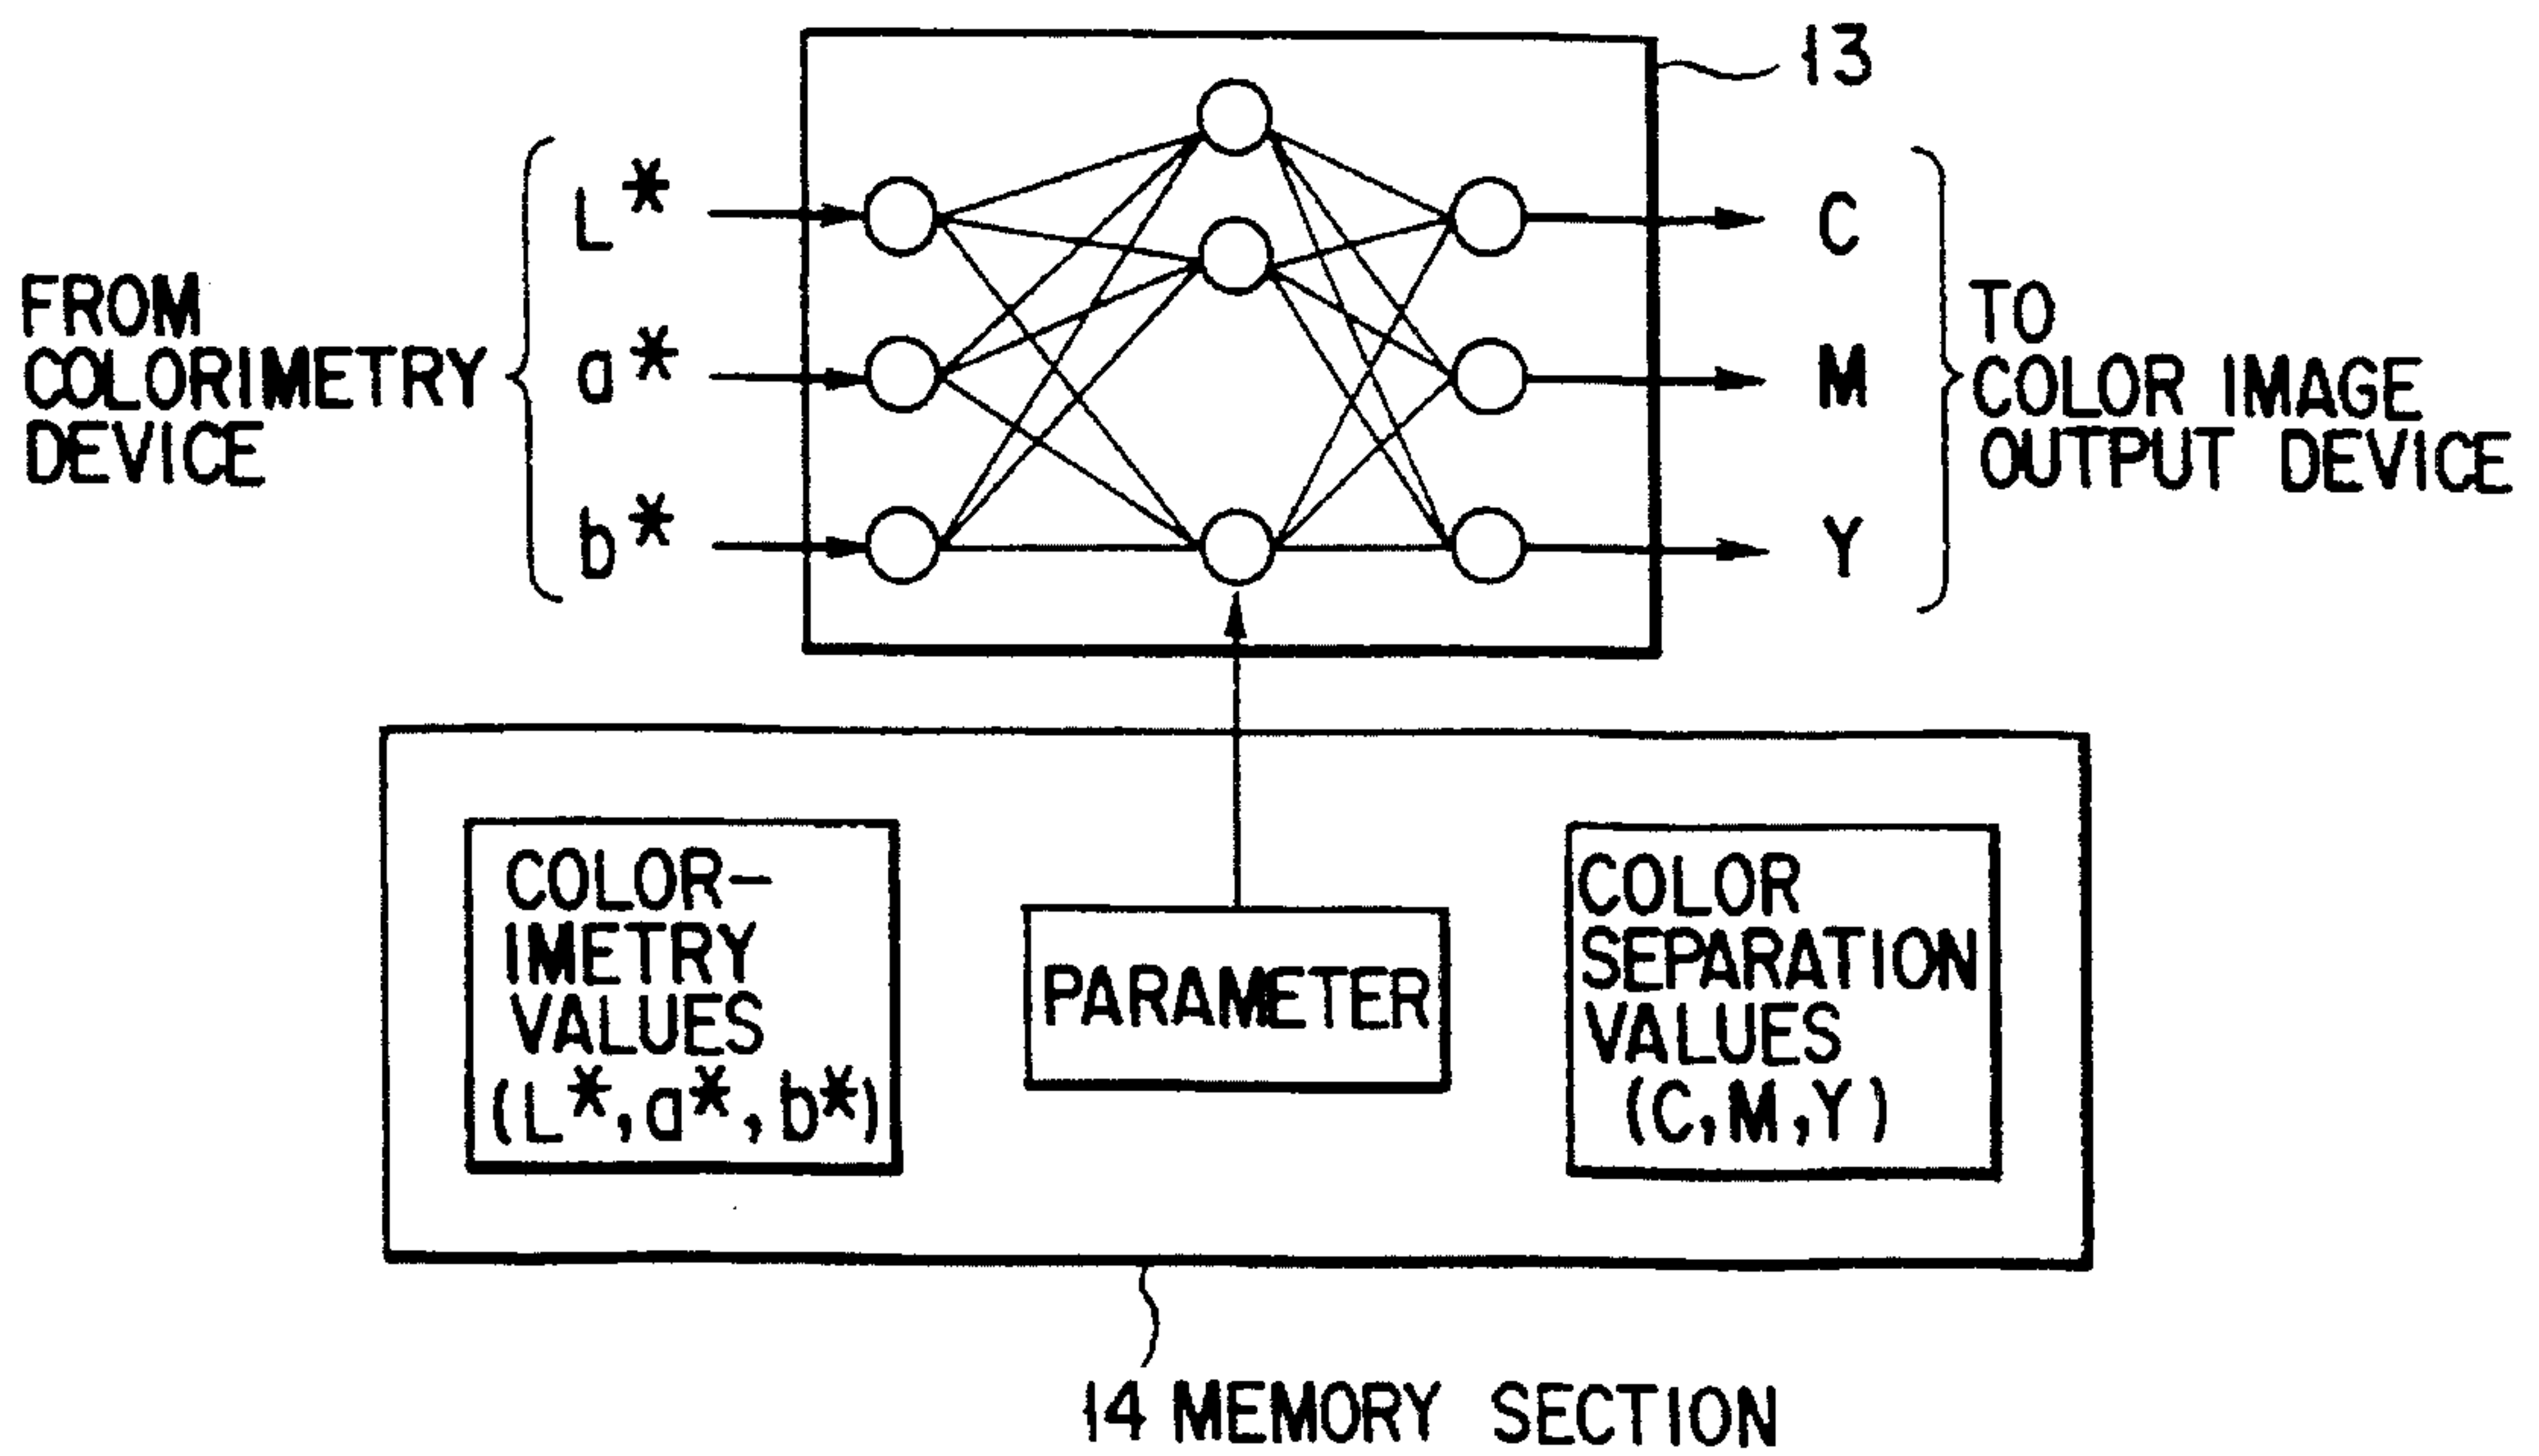 13
FROM
COLORIMETRY
DEVICE
L*
a*
b*
C
M
Y
TO
COLOR IMAGE
OUTPUT DEVICE
COLOR-
IMETRY
VALUES
(L*, a*, b*)
PARAMETER
COLOR
SEPARATION
VALUES
(C, M, Y)
14 MEMORY SECTION